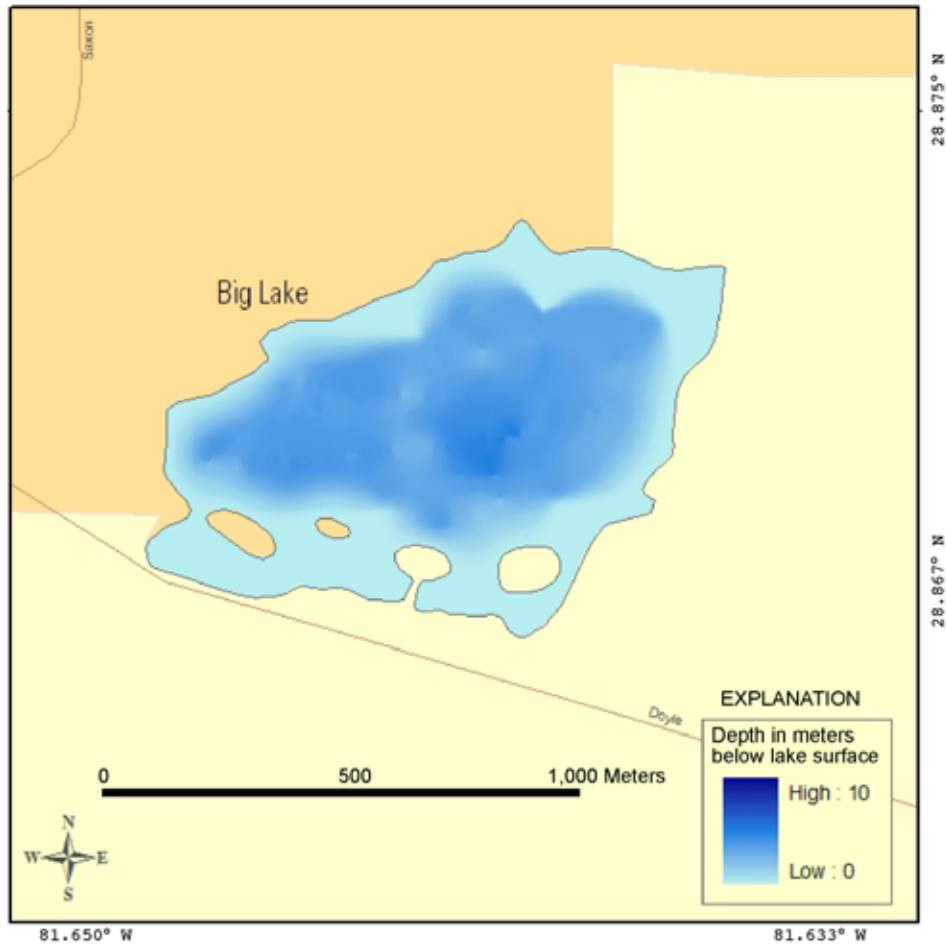 Saxon
28.875° N
Big Lake
28.867° N
EXPLANATION
Doyle
Depth in meters
below lake surface
High : 10
Low : 0
0 500 1,000 Meters
N
W E
S
81.650° W 81.633° W